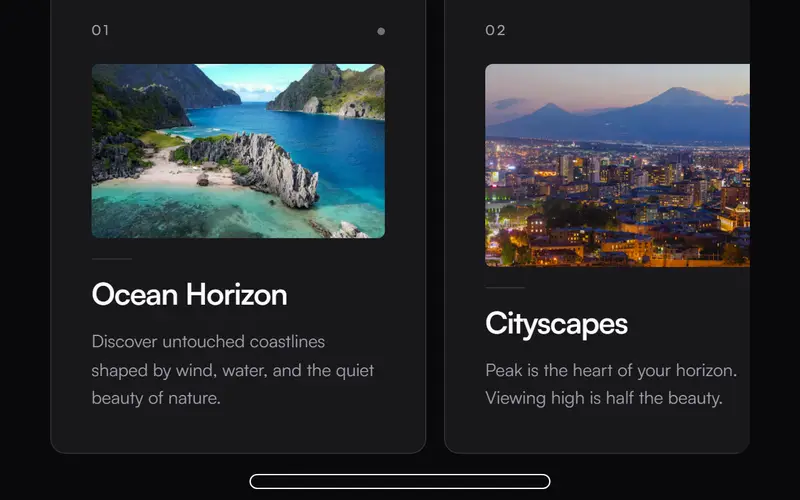 01
Ocean Horizon
Discover untouched coastlines
shaped by wind, water, and the quiet
beauty of nature.
02
Cityscapes
Peak is the heart of your horizon.
Viewing high is half the beauty.